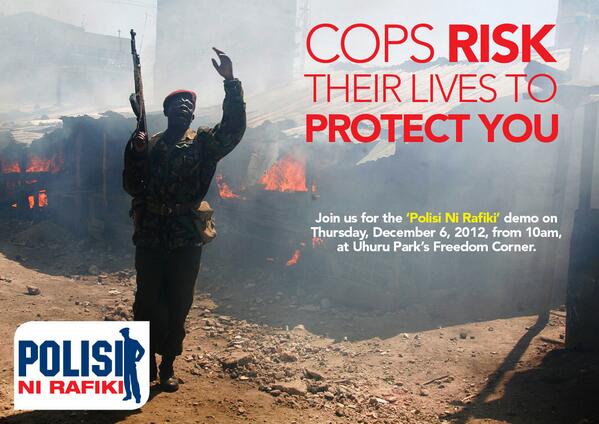 COPS RISK
THEIR LIVES TO
PROTECT YOU
Join us for the 'Polisi Ni Rafiki' demo on
Thursday, December 6, 2012, from 10am,
at Uhuru Park's Freedom Corner.
POLISI
NI RAFIKI